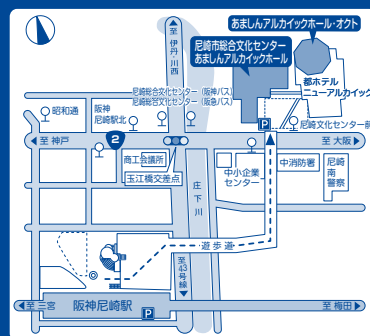 あましんアルカイックホール・オクト
至伊丹・川西
尼崎市総合文化センター
あましんアルカイックホール
都ホテル
ニューアルカイック
尼崎総合文化センター（阪神バス）
尼崎総合文化センター（阪急バス）
昭和通
阪神
尼崎駅北
P
尼崎文化センター前
至 神戸
2
至 大阪
商工会議所
玉江橋交差点
中小企業
センター
中消防署
尼崎
南
警察
庄下川
遊歩道
至43号線
至 三宮
阪神尼崎駅
P
至 梅田